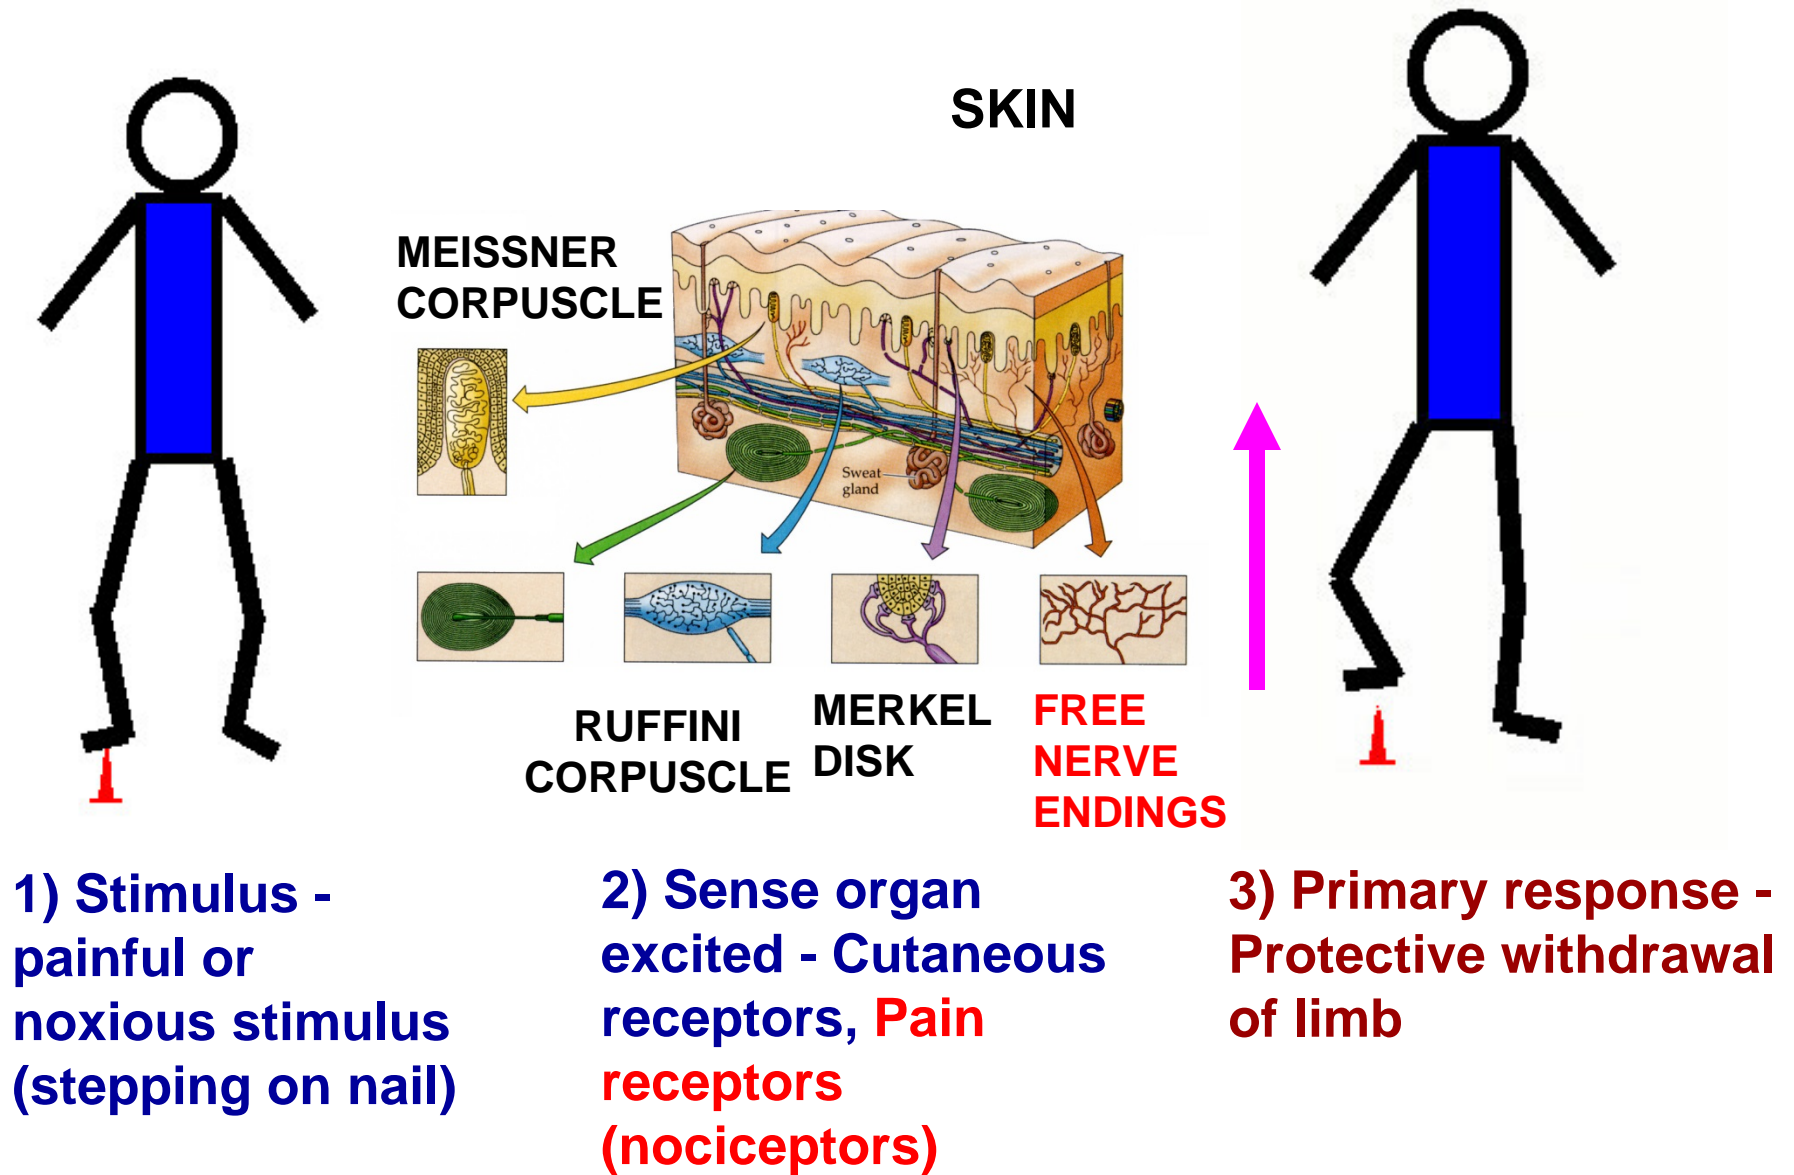 SKIN
MEISSNER
CORPUSCLE
Sweat
gland
RUFFINI
CORPUSCLE
MERKEL
DISK
FREE
NERVE
ENDINGS
1) Stimulus -
painful or
noxious stimulus
(stepping on nail)
2) Sense organ
excited - Cutaneous
receptors, Pain
receptors
(nociceptors)
3) Primary response -
Protective withdrawal
of limb